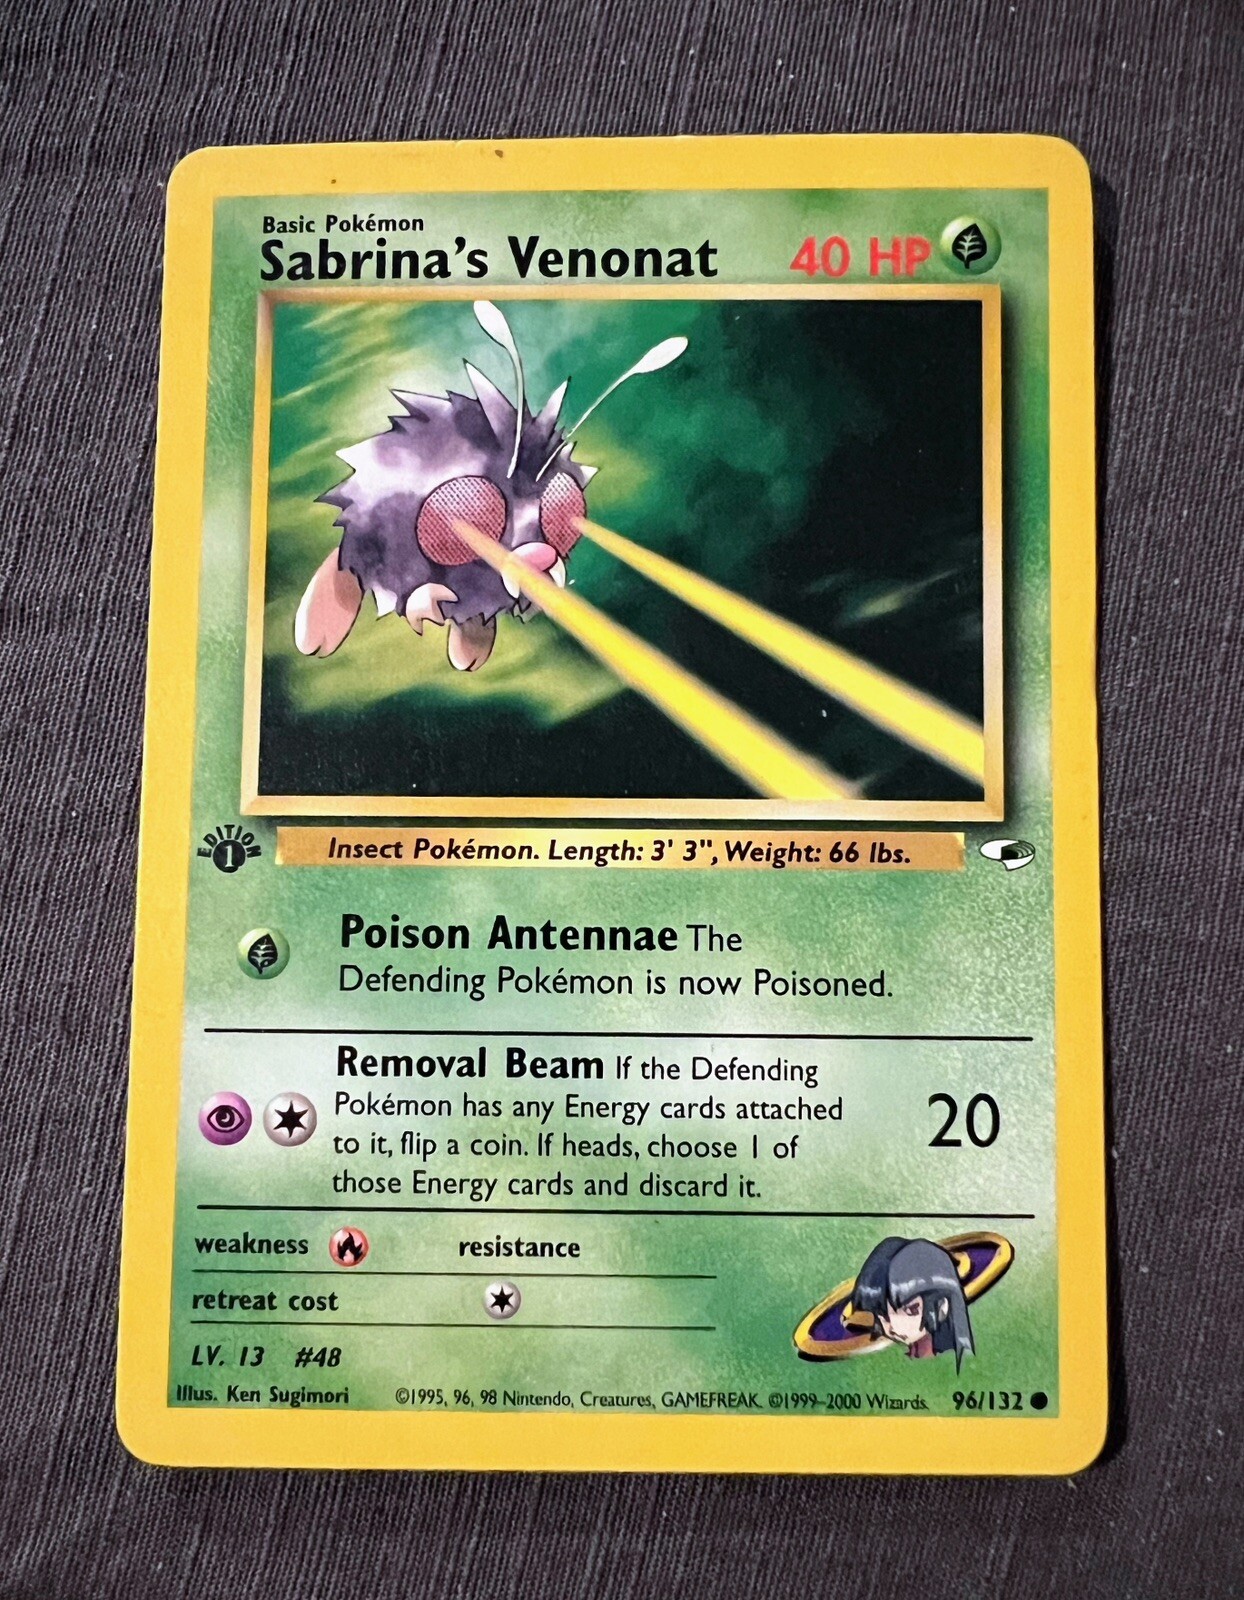 Basic Pokémon
Sabrina's Venonat 40 HP
EDITION
1
Insect Pokémon. Length: 3' 3", Weight: 66 lbs.
Poison Antennae The
Defending Pokémon is now Poisoned.
Removal Beam If the Defending
Pokémon has any Energy cards attached
to it, flip a coin. If heads, choose 1 of
those Energy cards and discard it.
20
weakness resistance
retreat cost
LV. 13 #48
Illus. Ken Sugimori ©1995, 96, 98 Nintendo, Creatures, GAMEFREAK. ©1999-2000 Wizards. 96/132